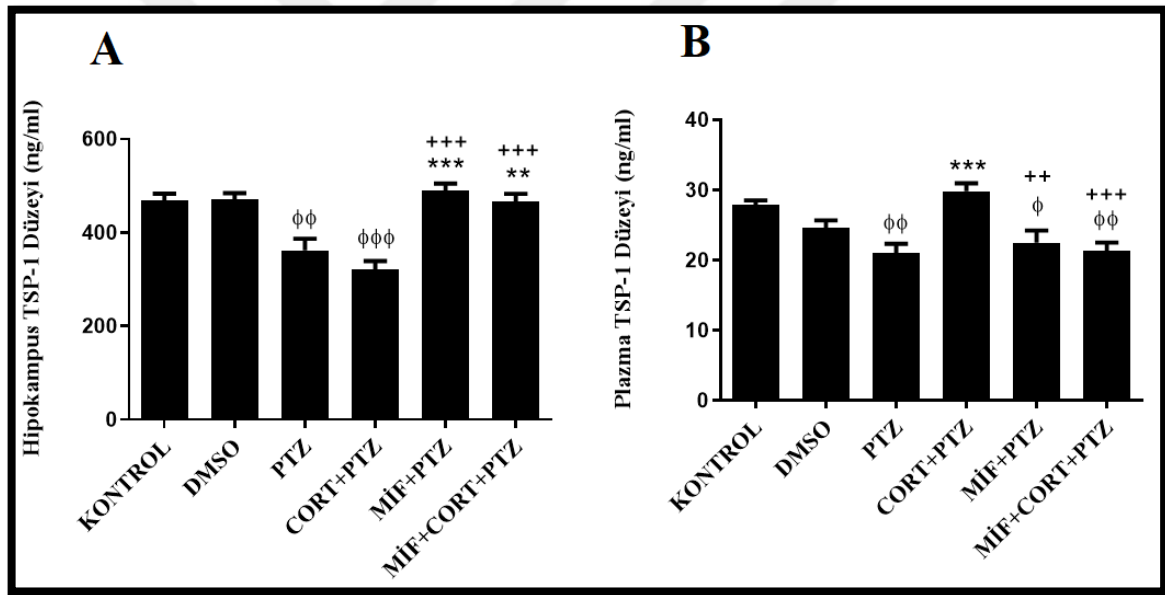 A
Hipokampus TSP-1 Düzeyi (ng/ml)
600
400
200
0
ϕϕ
ϕϕϕ
+++
***
+++
**
KONTROL
DMSO
PTZ
CORT+PTZ
MİF+PTZ
MİF+CORT+PTZ
B
Plazma TSP-1 Düzeyi (ng/ml)
40
30
20
10
0
ϕϕ
***
++
ϕ
+++
ϕϕ
KONTROL
DMSO
PTZ
CORT+PTZ
MİF+PTZ
MİF+CORT+PTZ